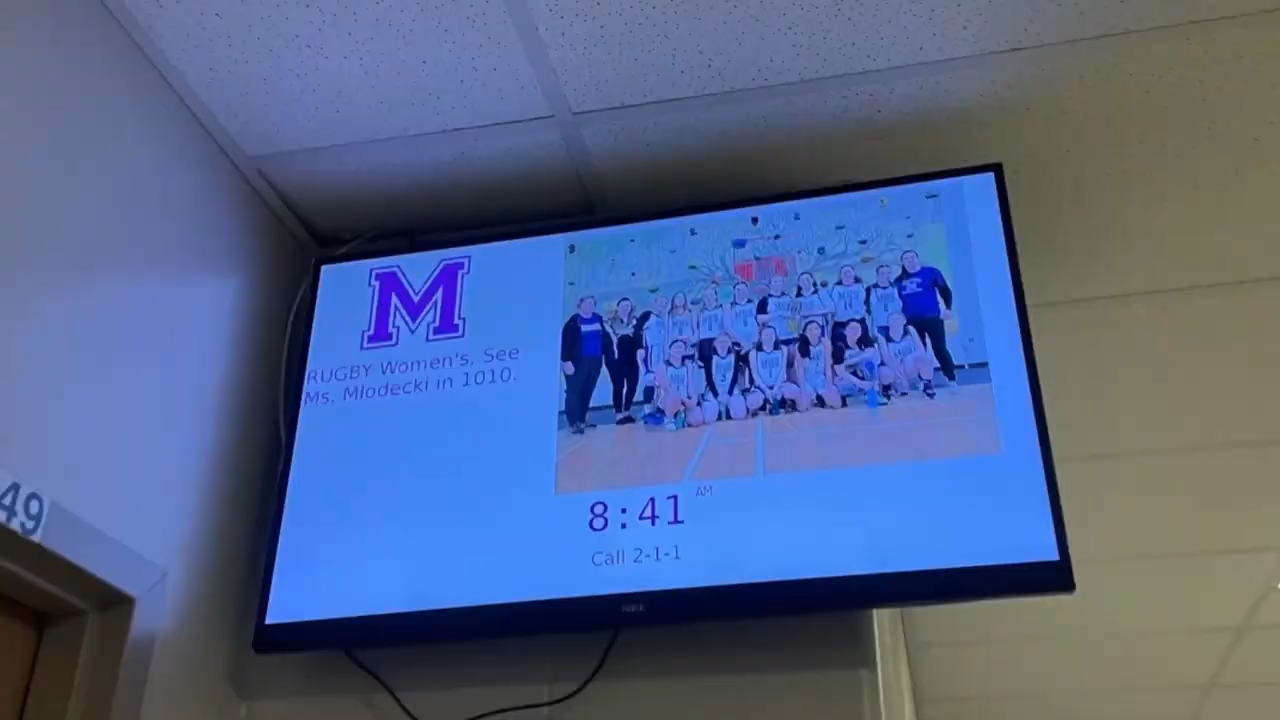 M
RUGBY Women's, See
Ms. Mlodecki in 1010.
8:41 AM
Call 2-1-1
49